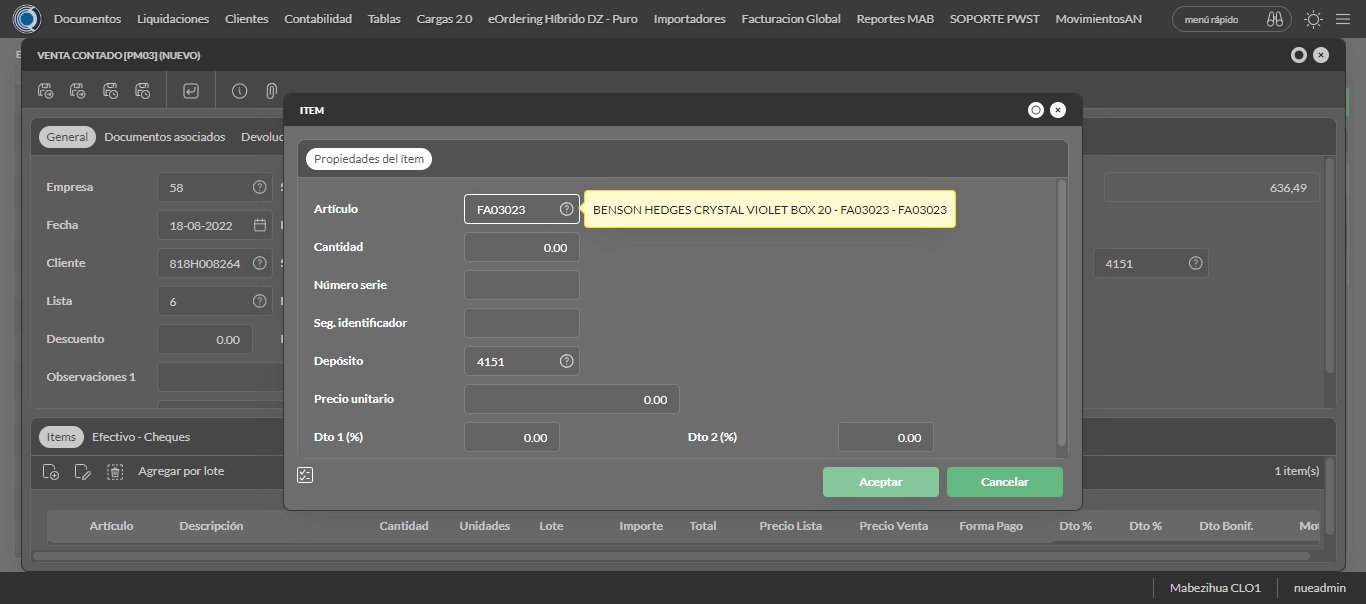 Documentos Liquidaciones Clientes Contabilidad Tablas Cargas 2.0 eOrdering Híbrido DZ - Puro Importadores Facturacion Global Reportes MAB SOPORTE PWST MovimientosAN menú rápido
VENTA CONTADO[PM03] (NUEVO)
ITEM
General Documentos asociados Devoluc
Propiedades del ítem
Empresa 58
636,49
Artículo FA03023 BENSON HEDGES CRYSTAL VIOLET BOX 20 - FA03023 - FA03023
Fecha 18-08-2022
Cantidad 0.00
Cliente 818H008264
4151
Número serie
Lista 6
Seg. identificador
Descuento 0.00
Depósito 4151
Observaciones 1
Precio unitario 0.00
Items Efectivo - Cheques
Dto 1 (%) 0.00 Dto 2 (%) 0.00
Agregar por lote
1 item(s)
Aceptar Cancelar
Artículo Descripción Cantidad Unidades Lote Importe Total Precio Lista Precio Venta Forma Pago Dto % Dto % Dto Bonif. Mot
Mabezihua CLO1 nueadmin